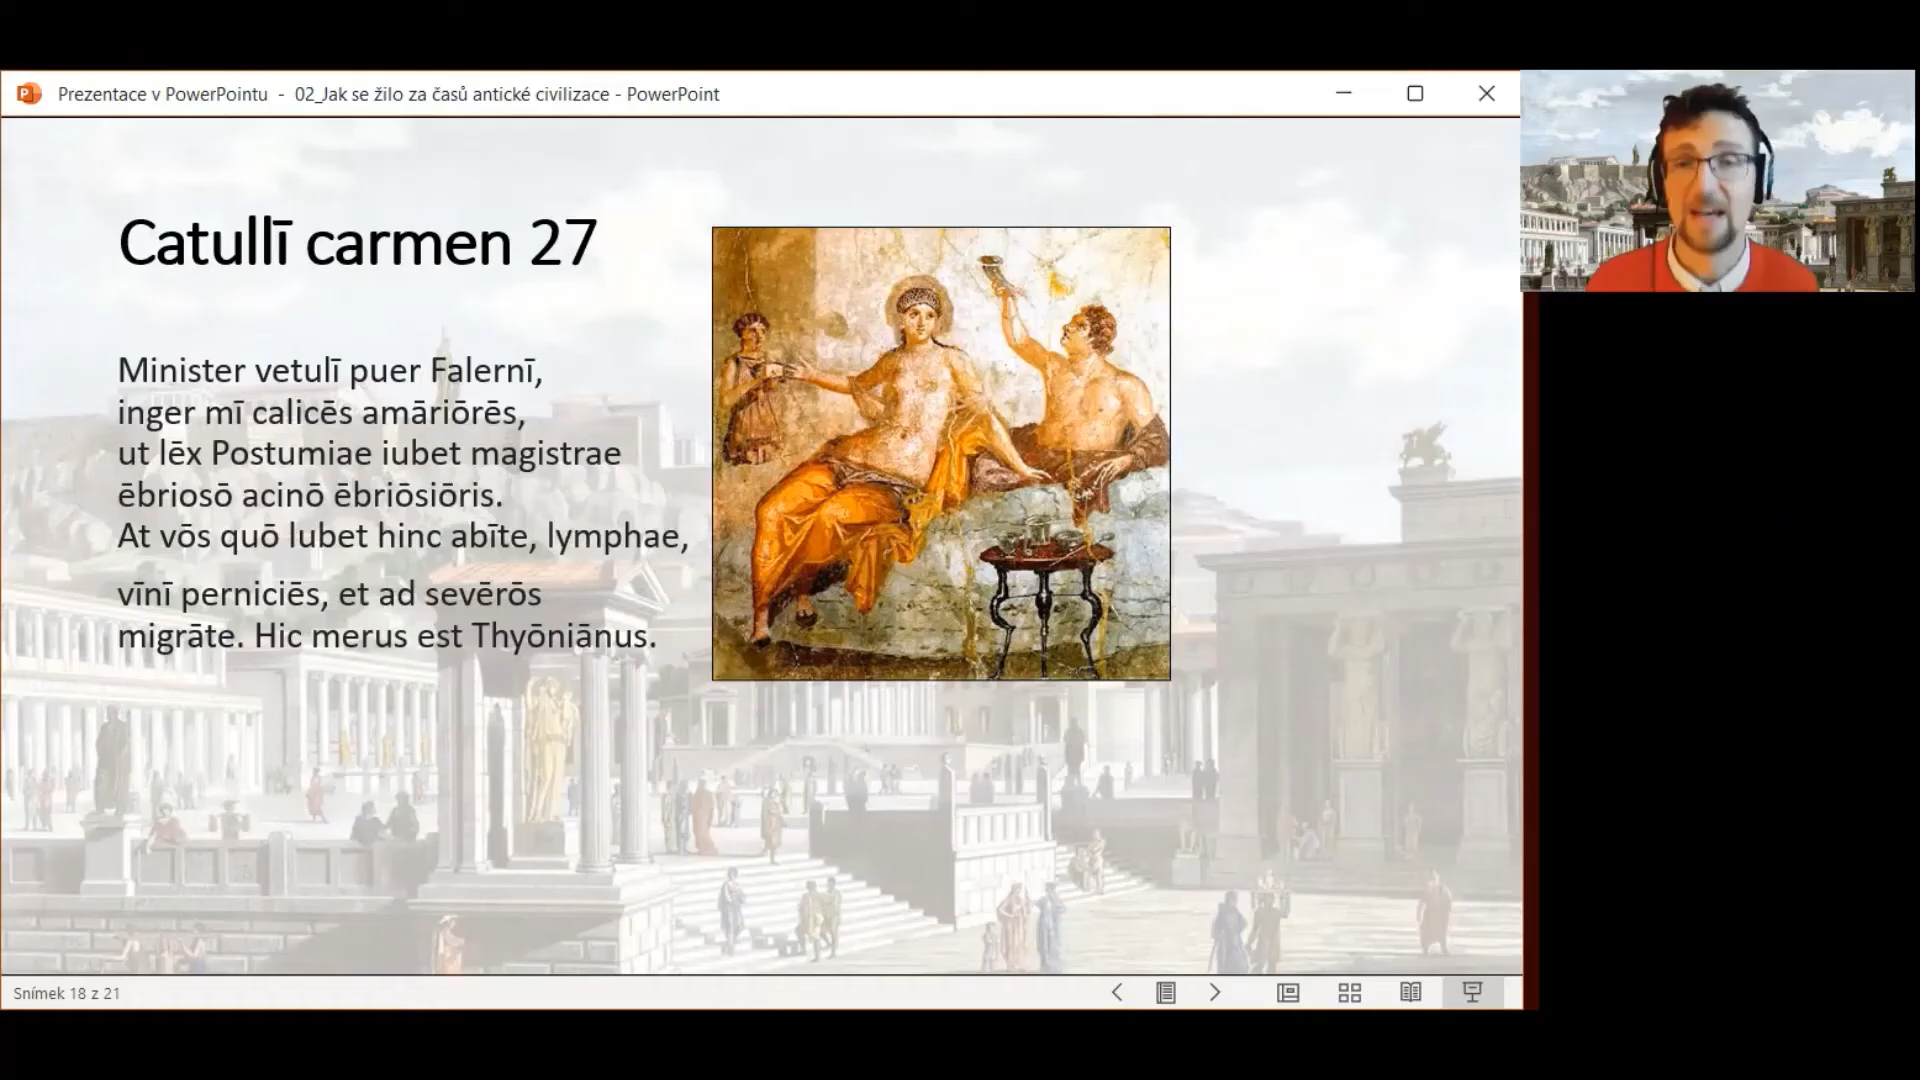 Prezentace v PowerPointu - 02_Jak se žilo za časů antické civilizace - PowerPoint
Catullī carmen 27
Minister vetulī puer Falernī,
inger mī calicēs amāriōrēs,
ut lēx Postumiae iubet magistrae
ēbriosō acinō ēbriōsiōris.
At vōs quō lubet hinc abīte, lymphae,
vīnī perniciēs, et ad sevērōs
migrāte. Hic merus est Thyōniānus.
Snímek 18 z 21